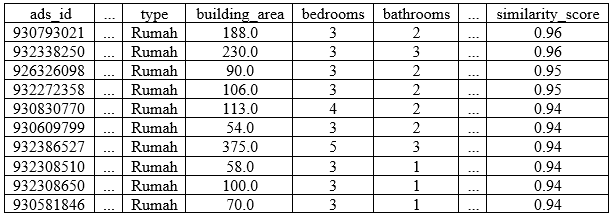 ads_id ... type building_area bedrooms bathrooms ... similarity_score
930793021 ... Rumah 188.0 3 2 ... 0.96
932338250 ... Rumah 230.0 3 3 ... 0.96
926326098 ... Rumah 90.0 3 2 ... 0.95
932272358 ... Rumah 106.0 3 2 ... 0.95
930830770 ... Rumah 113.0 4 2 ... 0.94
930609799 ... Rumah 54.0 3 2 ... 0.94
932386527 ... Rumah 375.0 5 3 ... 0.94
932308510 ... Rumah 58.0 3 1 ... 0.94
932308650 ... Rumah 100.0 3 1 ... 0.94
930581846 ... Rumah 70.0 3 1 ... 0.94